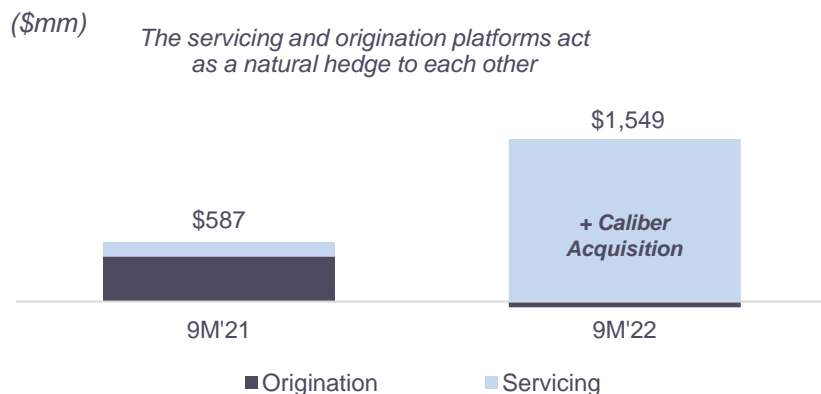 ($mm)
The servicing and origination platforms act
as a natural hedge to each other
$1,549
$587
+ Caliber
Acquisition
9M'21
9M'22
Origination
Servicing